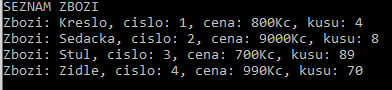 SEZNAM ZBOZI
Zbozi: Kreslo, cislo: 1, cena: 800Kc, kusu: 4
Zbozi: Sedacka, cislo: 2, cena: 9000Kc, kusu: 8
Zbozi: Stul, cislo: 3, cena: 700Kc, kusu: 89
Zbozi: Zidle, cislo: 4, cena: 990Kc, kusu: 70